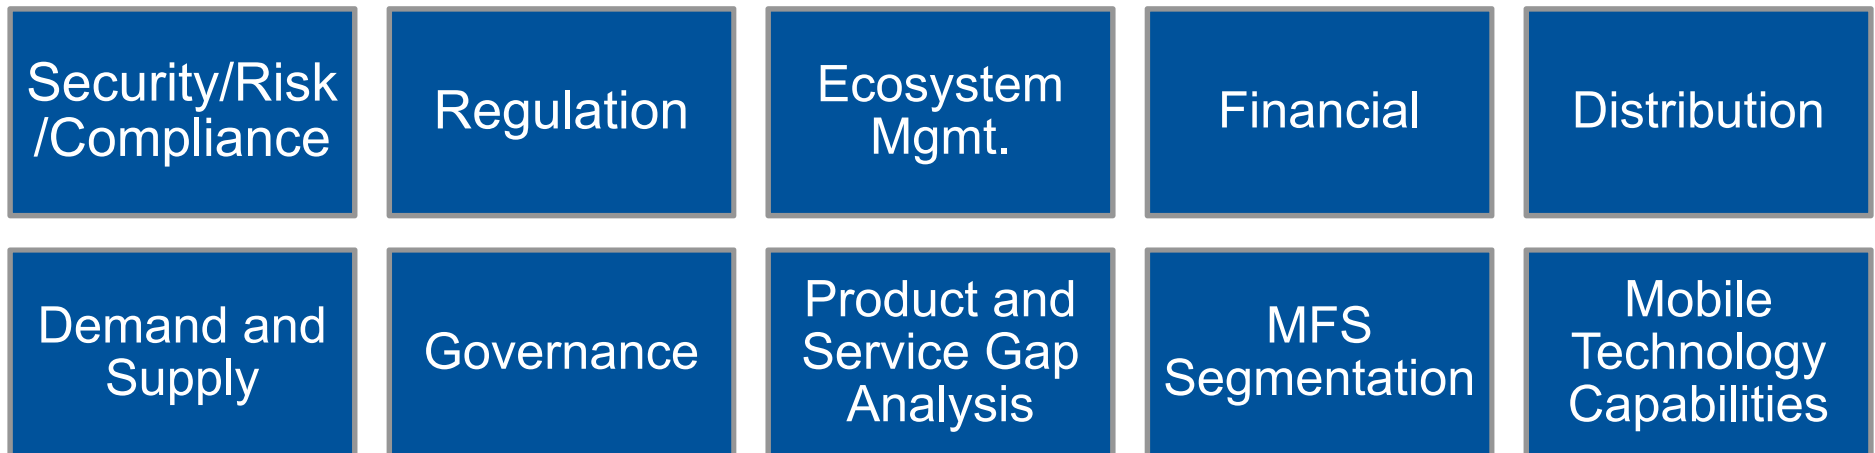 Security/Risk
/Compliance
Regulation
Ecosystem
Mgmt.
Financial
Distribution
Demand and
Supply
Governance
Product and
Service Gap
Analysis
MFS
Segmentation
Mobile
Technology
Capabilities